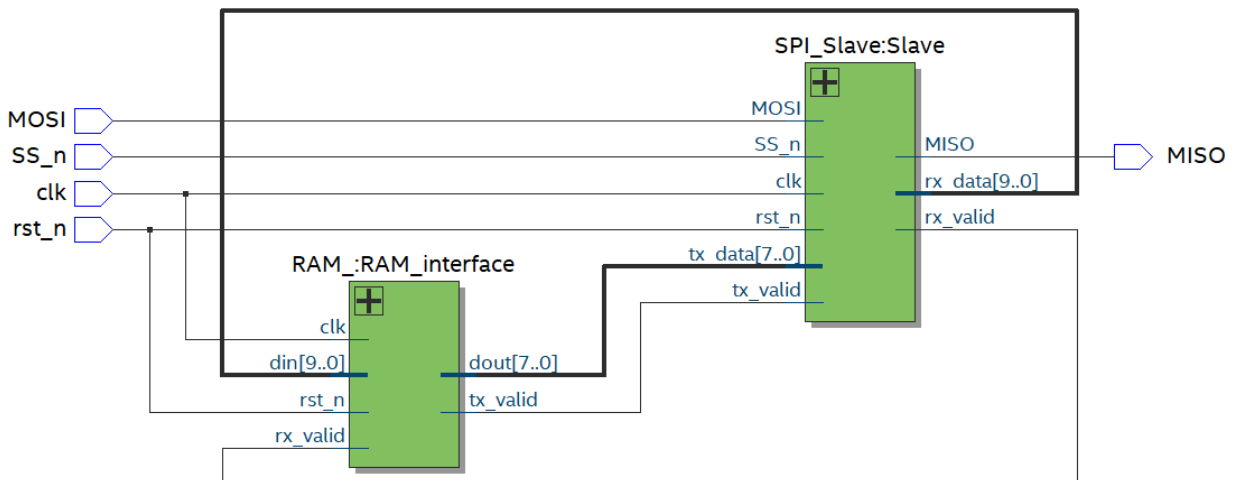 SPI_Slave:Slave
MOSI
MOSI
SS_n
SS_n
MISO
MISO
clk
clk
rx_data[9..0]
rst_n
rst_n
rx_valid
tx_data[7..0]
RAM_:RAM_interface
tx_valid
clk
din[9..0]
dout[7..0]
rst_n
tx_valid
rx_valid